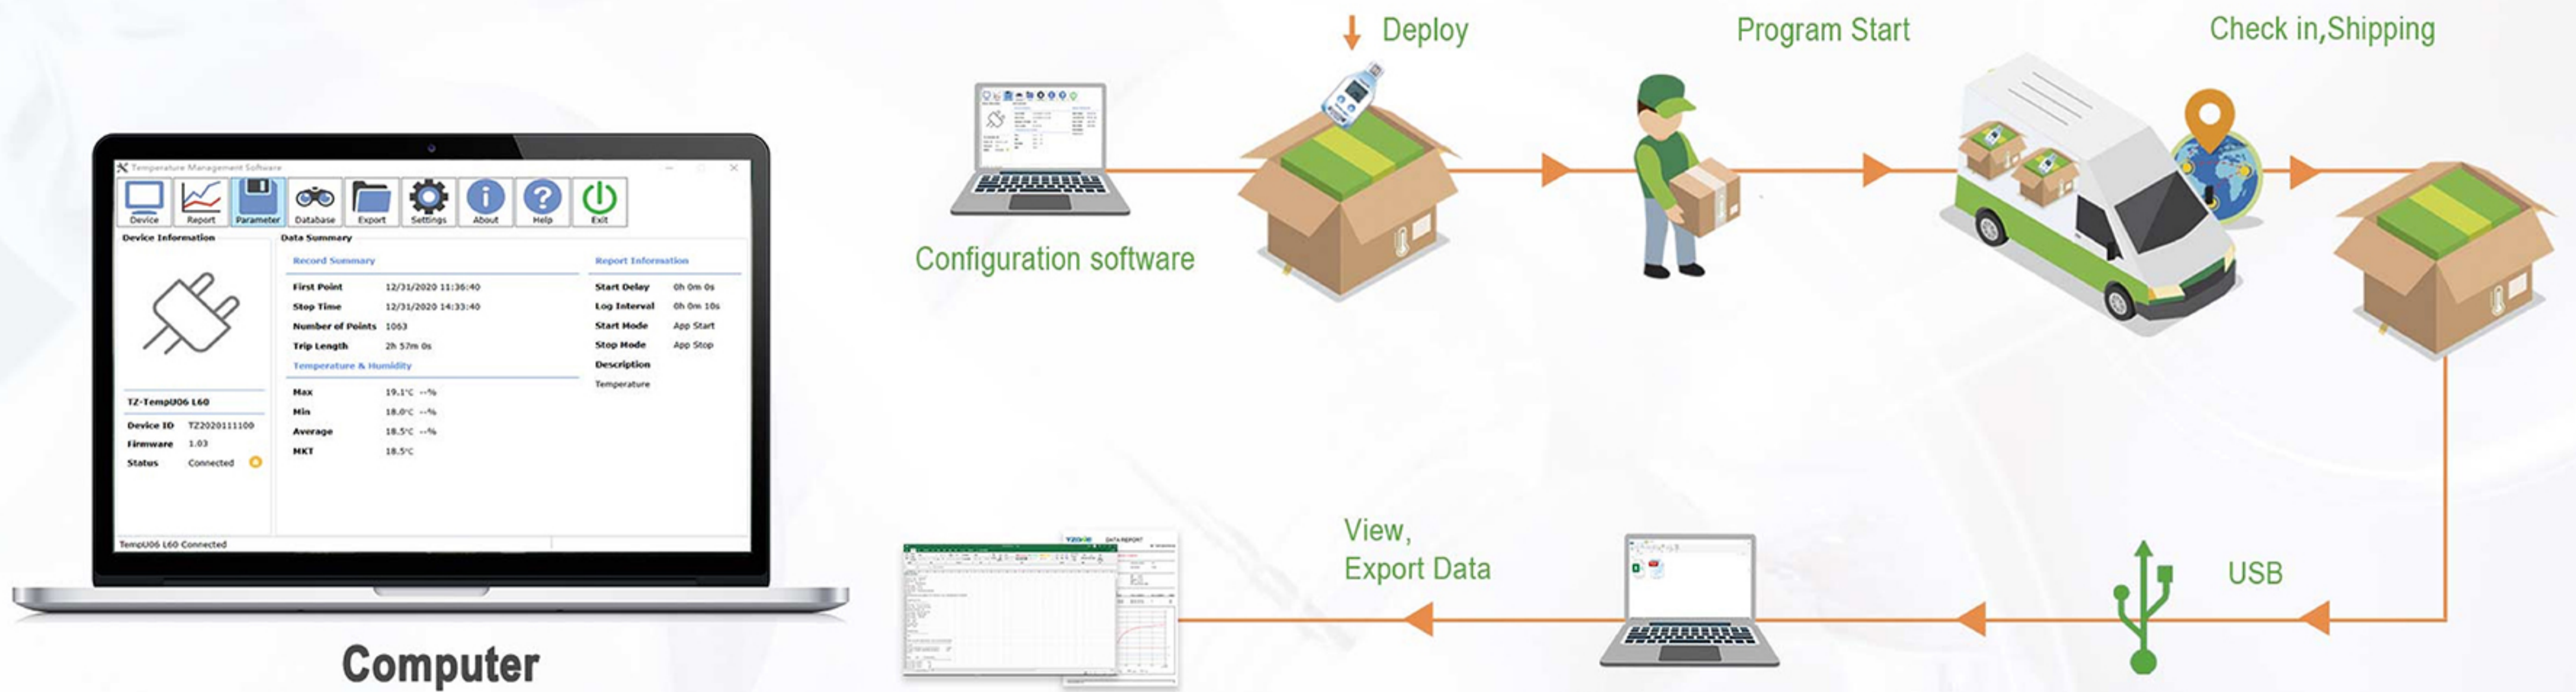 Temperature Management Software
Device
Report
Parameter
Database
Export
Settings
About
Help
Exit
Device Information
Data Summary
Record Summary
Report Information
First Point 12/31/2020 11:36:40
Start Delay 0h 0m 0s
Stop Time 12/31/2020 14:33:40
Log Interval 0h 0m 10s
Number of Points 1063
Start Mode App Start
Trip Length 2h 57m 0s
Stop Mode App Stop
Temperature & Humidity
Description
Temperature
Max 19.1°C --%
Min 18.0°C --%
Average 18.5°C --%
MKT 18.5°C
TZ-TempU06 L60
Device ID TZ2020111100
Firmware 1.03
Status Connected
TempU06 L60 Connected
Computer
Deploy
Program Start
Check in,Shipping
Configuration software
View,
Export Data
USB
DATA REPORT